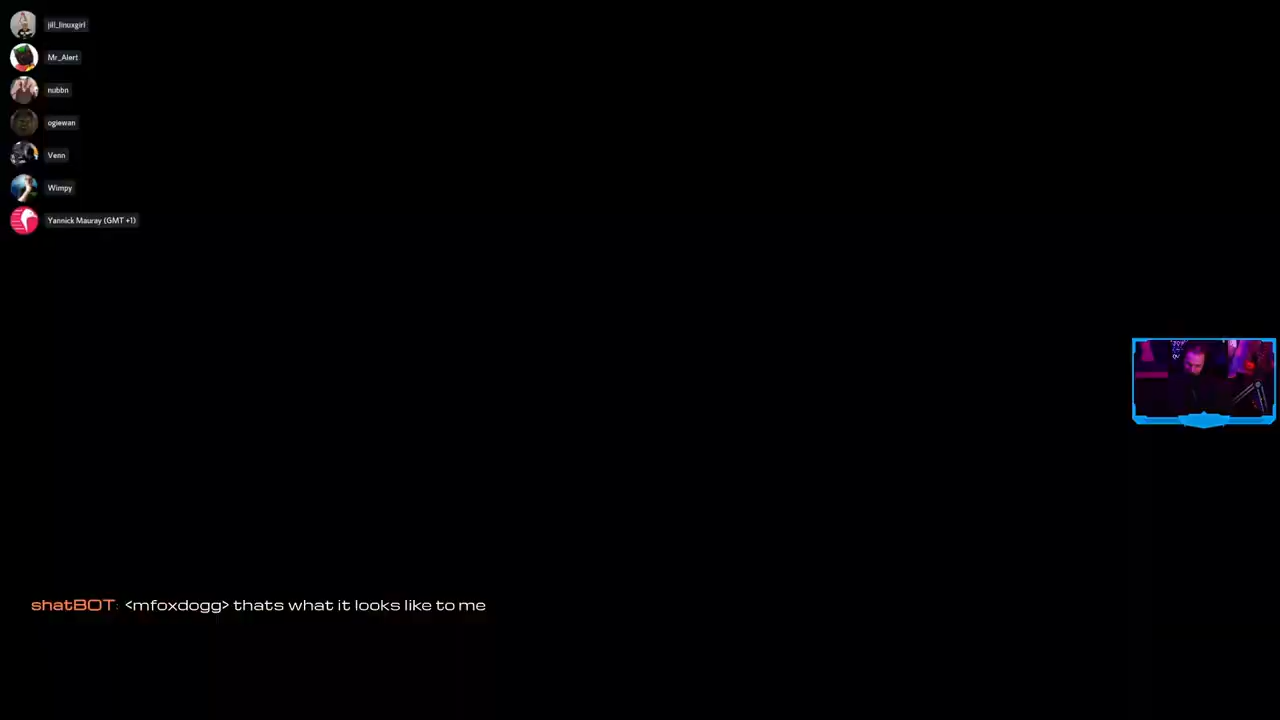 jill_linuxgirl
Mr_Alert
nubbn
ogiewan
Venn
Wimpy
Yannick Mauray (GMT +1)
shatBOT: <mfoxdogg> thats what it looks like to me